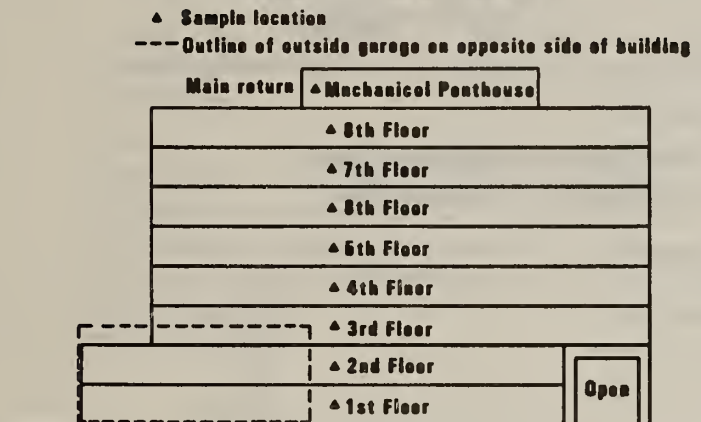 ▲ Sample location
--- Outline of outside garage on opposite side of building
Main return ▲ Mechanical Penthouse
▲ 8th Floor
▲ 7th Floor
▲ 6th Floor
▲ 5th Floor
▲ 4th Floor
▲ 3rd Floor
▲ 2nd Floor
Open
▲ 1st Floor